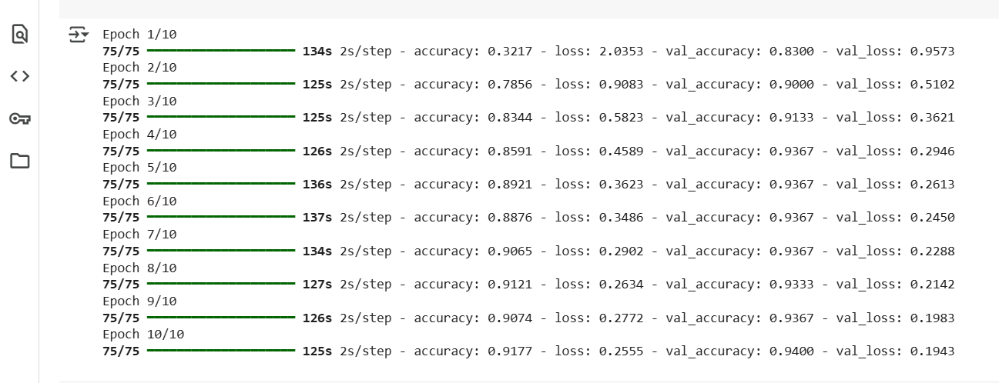 Epoch 1/10
75/75 ━━━━━━━━━━━━━━━━━━━━ 134s 2s/step - accuracy: 0.3217 - loss: 2.0353 - val_accuracy: 0.8300 - val_loss: 0.9573
Epoch 2/10
75/75 ━━━━━━━━━━━━━━━━━━━━ 125s 2s/step - accuracy: 0.7856 - loss: 0.9083 - val_accuracy: 0.9000 - val_loss: 0.5102
Epoch 3/10
75/75 ━━━━━━━━━━━━━━━━━━━━ 125s 2s/step - accuracy: 0.8344 - loss: 0.5823 - val_accuracy: 0.9133 - val_loss: 0.3621
Epoch 4/10
75/75 ━━━━━━━━━━━━━━━━━━━━ 126s 2s/step - accuracy: 0.8591 - loss: 0.4589 - val_accuracy: 0.9367 - val_loss: 0.2946
Epoch 5/10
75/75 ━━━━━━━━━━━━━━━━━━━━ 136s 2s/step - accuracy: 0.8921 - loss: 0.3623 - val_accuracy: 0.9367 - val_loss: 0.2613
Epoch 6/10
75/75 ━━━━━━━━━━━━━━━━━━━━ 137s 2s/step - accuracy: 0.8876 - loss: 0.3486 - val_accuracy: 0.9367 - val_loss: 0.2450
Epoch 7/10
75/75 ━━━━━━━━━━━━━━━━━━━━ 134s 2s/step - accuracy: 0.9065 - loss: 0.2902 - val_accuracy: 0.9367 - val_loss: 0.2288
Epoch 8/10
75/75 ━━━━━━━━━━━━━━━━━━━━ 127s 2s/step - accuracy: 0.9121 - loss: 0.2634 - val_accuracy: 0.9333 - val_loss: 0.2142
Epoch 9/10
75/75 ━━━━━━━━━━━━━━━━━━━━ 126s 2s/step - accuracy: 0.9074 - loss: 0.2772 - val_accuracy: 0.9367 - val_loss: 0.1983
Epoch 10/10
75/75 ━━━━━━━━━━━━━━━━━━━━ 125s 2s/step - accuracy: 0.9177 - loss: 0.2555 - val_accuracy: 0.9400 - val_loss: 0.1943